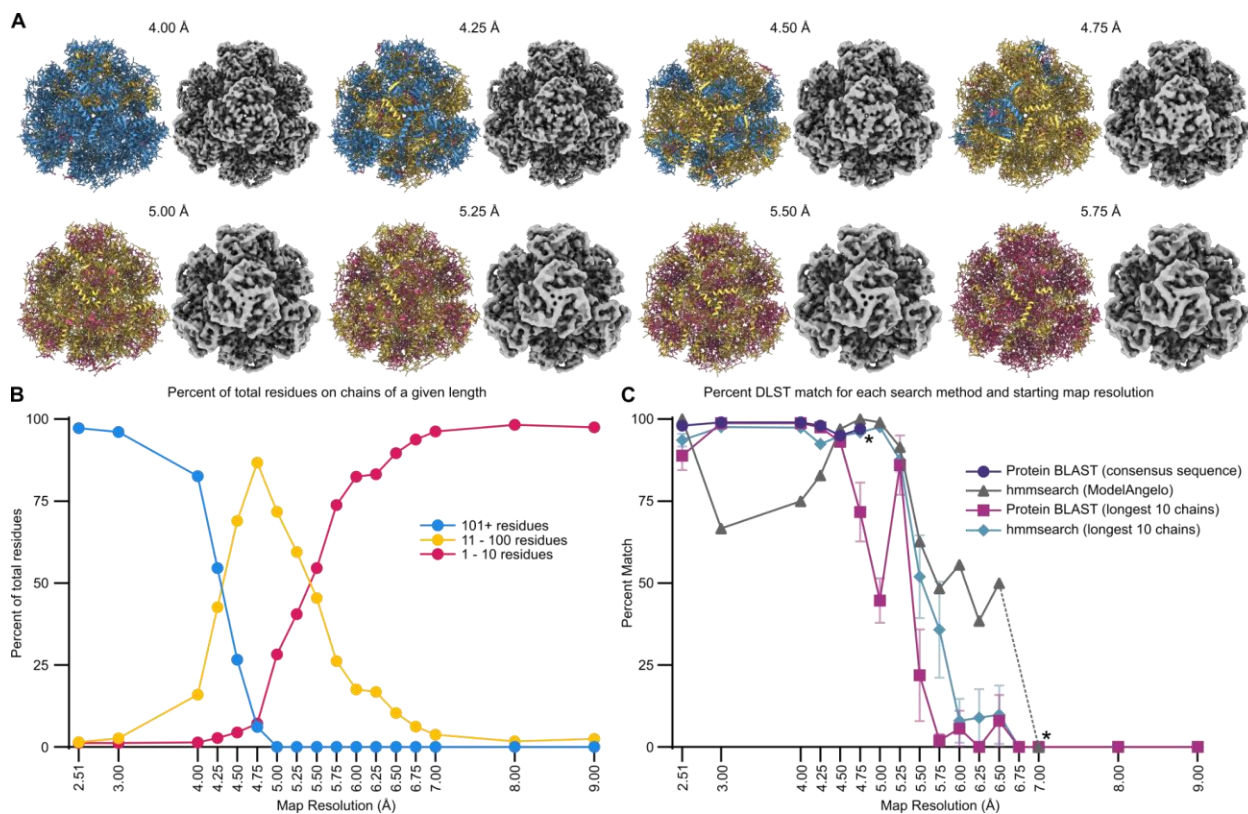 A
4.00 Å
4.25 Å
4.50 Å
4.75 Å
5.00 Å
5.25 Å
5.50 Å
5.75 Å
B
Percent of total residues on chains of a given length
100
75
50
25
0
Percent of total residues
101+ residues
11 - 100 residues
1 - 10 residues
2.51
3.00
4.00
4.25
4.50
4.75
5.00
5.25
5.50
5.75
6.00
6.25
6.50
6.75
7.00
8.00
9.00
Map Resolution (Å)
C
Percent DLST match for each search method and starting map resolution
100
75
50
25
0
Percent Match
*
Protein BLAST (consensus sequence)
hmmsearch (ModelAngelo)
Protein BLAST (longest 10 chains)
hmmsearch (longest 10 chains)
*
2.51
3.00
4.00
4.25
4.50
4.75
5.00
5.25
5.50
5.75
6.00
6.25
6.50
6.75
7.00
8.00
9.00
Map Resolution (Å)